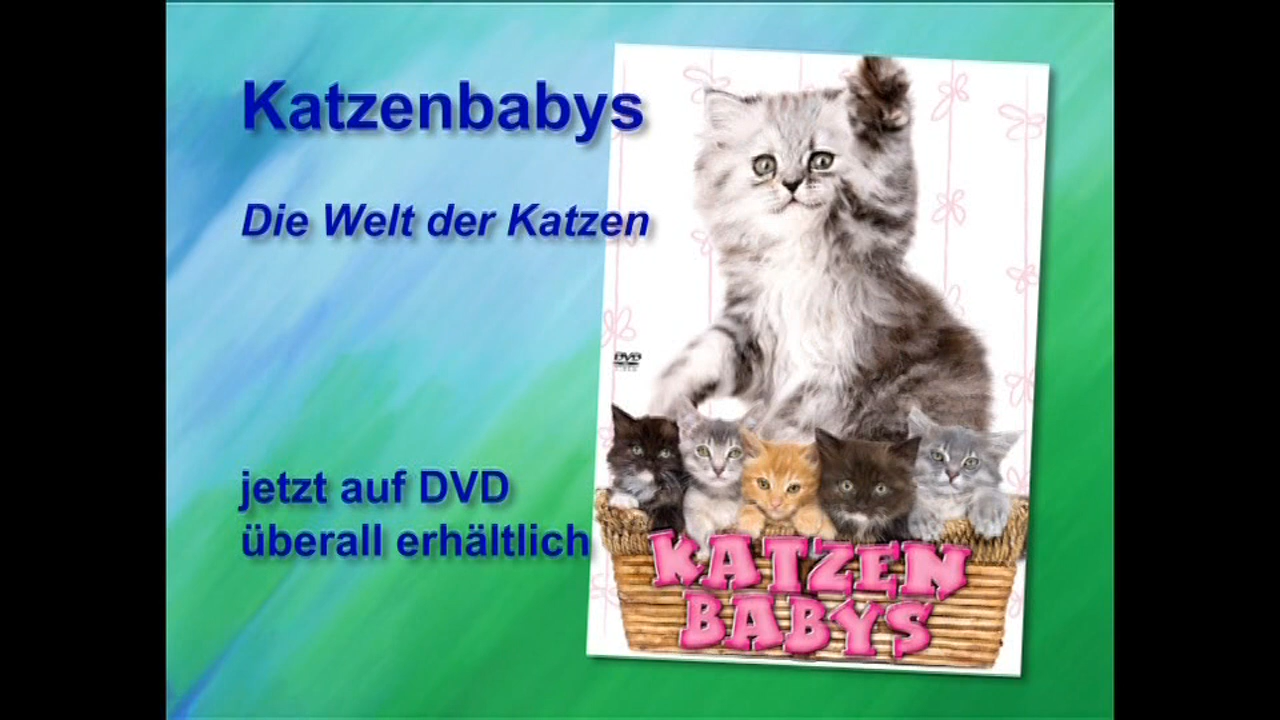 Katzenbabys
Die Welt der Katzen
jetzt auf DVD
überall erhältlich
DVD
KATZEN
BABYS